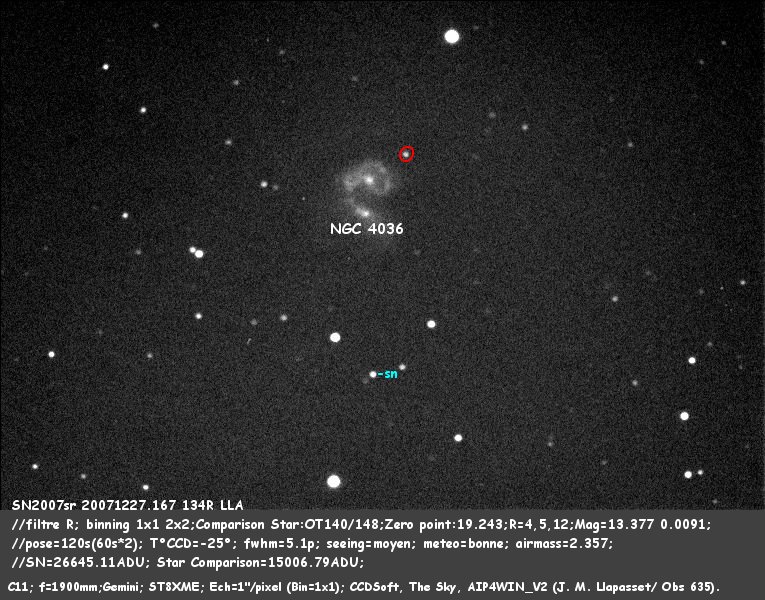 NGC 4036
-sn
SN2007sr 20071227.167 134R LLA
//filtre R; binning 1x1 2x2;Comparison Star:OT140/148;Zero point:19.243;R=4,5,12;Mag=13.377 0.0091;
//pose=120s(60s*2); T°CCD=-25°; fwhm=5.1p; seeing=moyen; meteo=bonne; airmass=2.357;
//SN=26645.11ADU; Star Comparison=15006.79ADU;
C11; f=1900mm;Gemini; ST8XME; Ech=1"/pixel (Bin=1x1); CCDSoft, The Sky, AIP4WIN_V2 (J. M. Llapasset/ Obs 635).